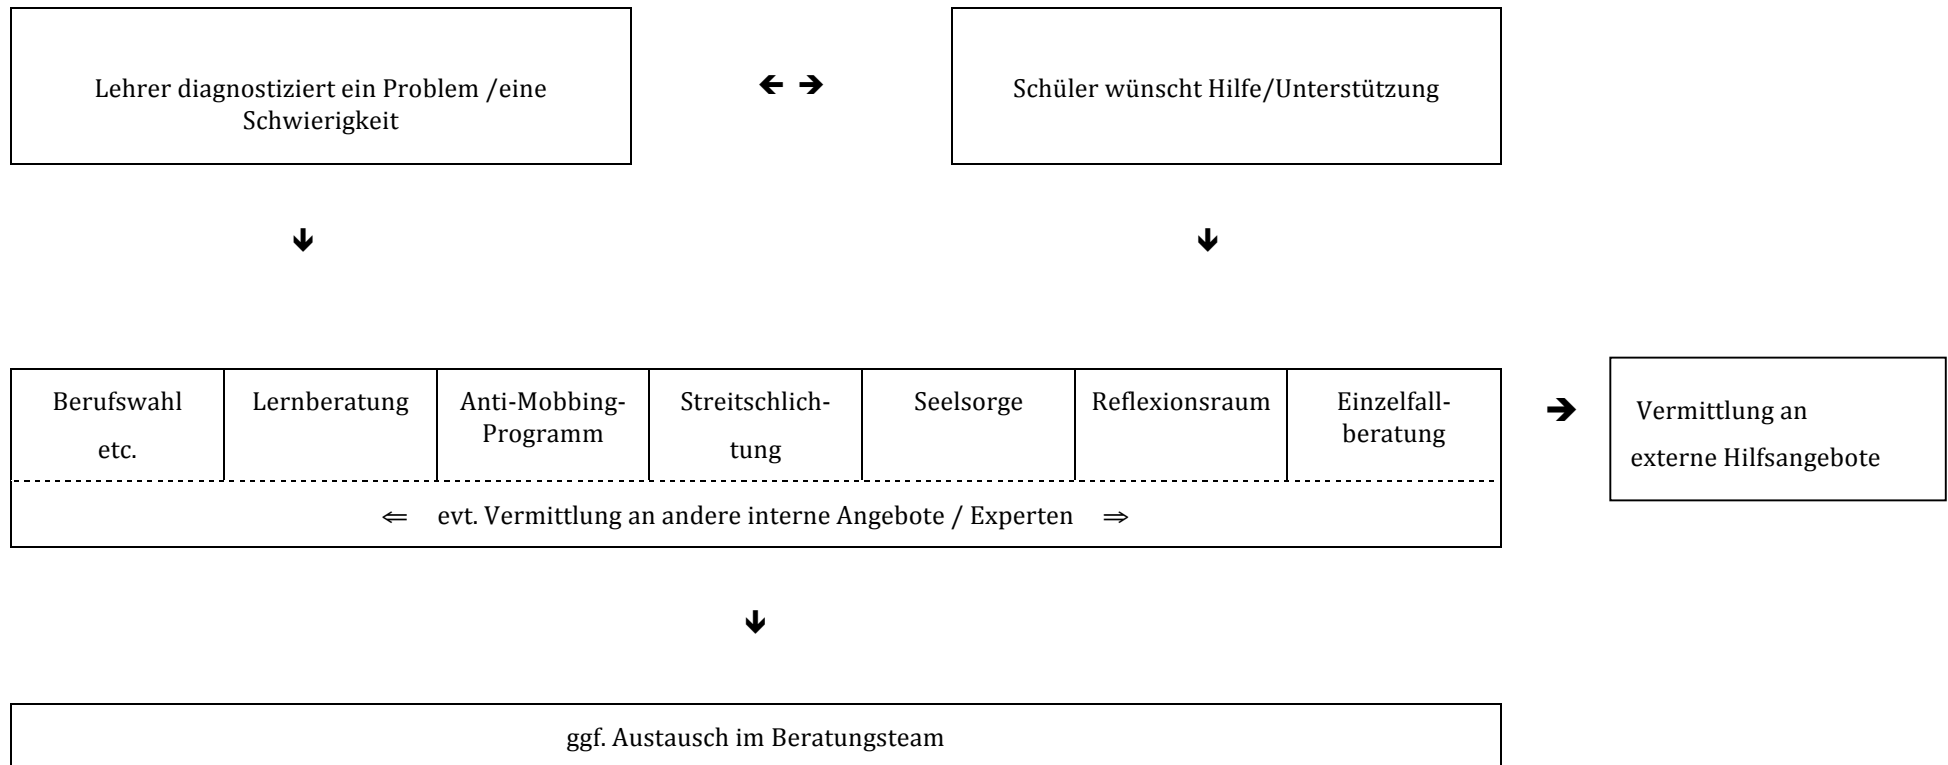 Lehrer diagnostiziert ein Problem /eine
Schwierigkeit
← →
Schüler wünscht Hilfe/Unterstützung
↓
↓
Berufswahl
etc.
Lernberatung
Anti-Mobbing-
Programm
Streitschlich-
tung
Seelsorge
Reflexionsraum
Einzelfall-
beratung
→
Vermittlung an
externe Hilfsangebote
⇐ evt. Vermittlung an andere interne Angebote / Experten ⇒
↓
ggf. Austausch im Beratungsteam